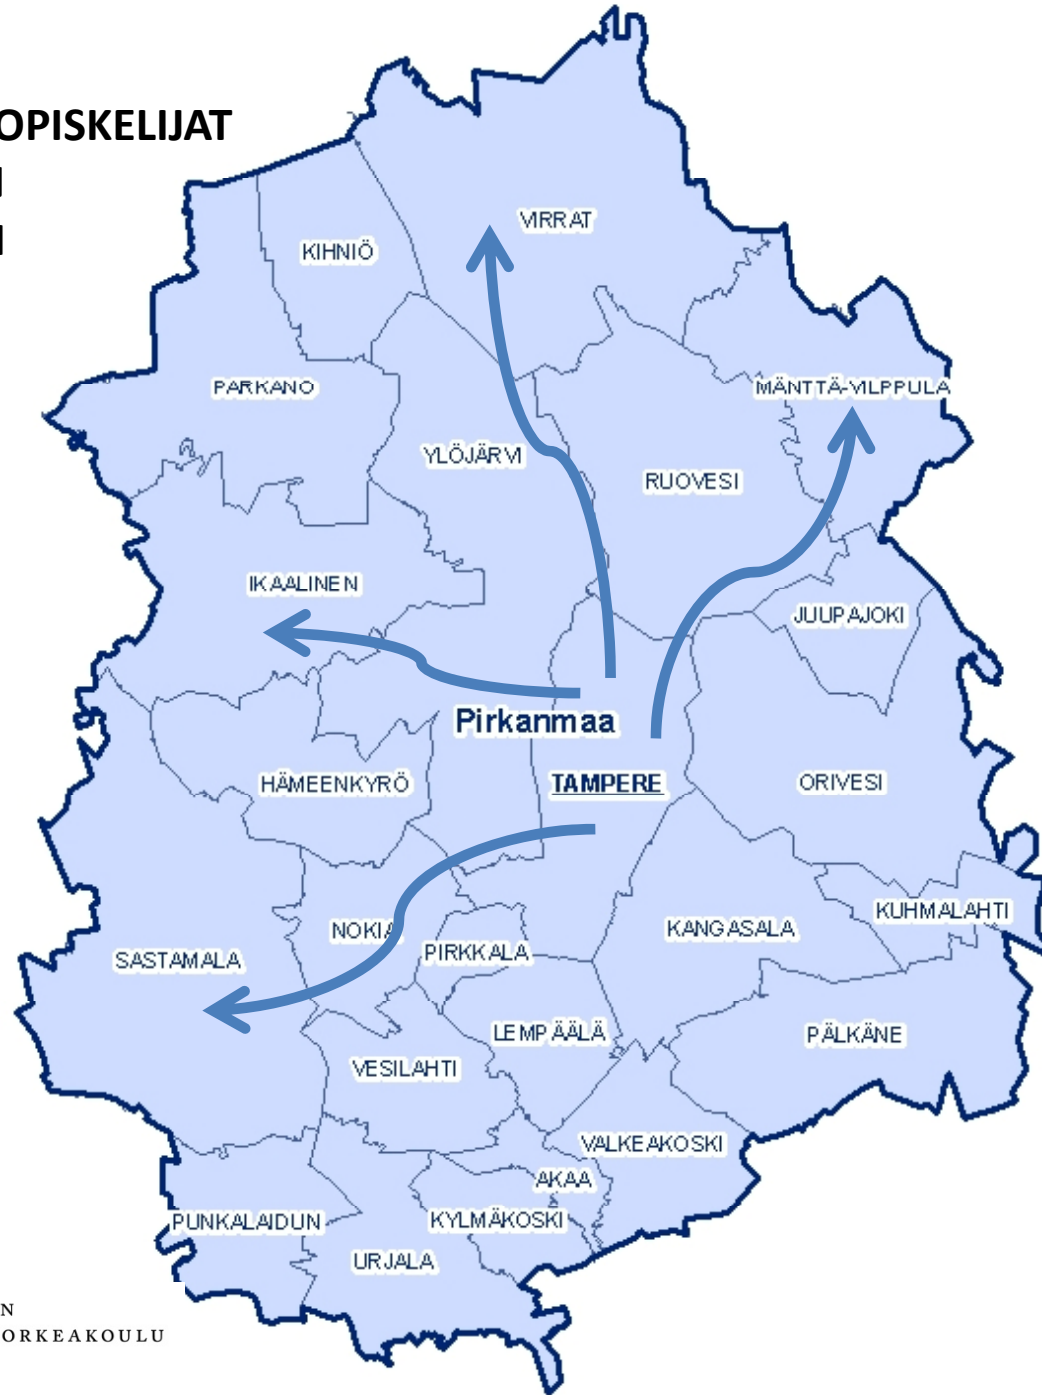 OPISKELIJAT
VIRRAT
KIHNIÖ
PARKANO
MÄNTTÄ-VILPPULA
YLÖJÄRVI
RUOVESI
IKAALINEN
JUUPAJOKI
Pirkanmaa
HÄMEENKYRÖ
TAMPERE
ORIVESI
KUHMALAHTI
NOKIA
KANGASALA
PIRKKALA
SASTAMALA
LEMPÄÄLÄ
PÄLKÄNE
VESILAHTI
VALKEAKOSKI
AKAA
PUNKALAIDUN
KYLMÄKOSKI
URJALA
N
ORKEAKOULU